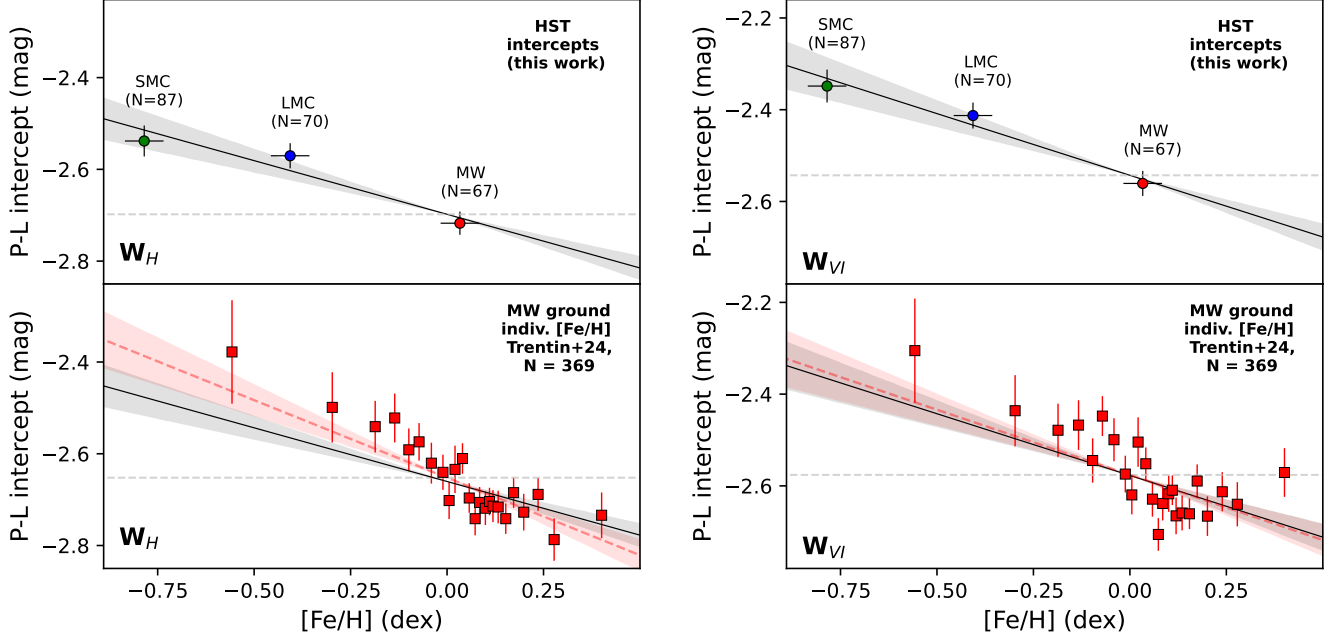 P-L intercept (mag)
−2.4
−2.6
−2.8
SMC
(N=87)
LMC
(N=70)
MW
(N=67)
HST
intercepts
(this work)
W_H
P-L intercept (mag)
−2.2
−2.4
−2.6
SMC
(N=87)
LMC
(N=70)
MW
(N=67)
HST
intercepts
(this work)
W_VI
P-L intercept (mag)
−2.4
−2.6
−2.8
MW ground
indiv. [Fe/H]
Trentin+24,
N = 369
W_H
−0.75 −0.50 −0.25 0.00 0.25
[Fe/H] (dex)
P-L intercept (mag)
−2.2
−2.4
−2.6
MW ground
indiv. [Fe/H]
Trentin+24,
N = 369
W_VI
−0.75 −0.50 −0.25 0.00 0.25
[Fe/H] (dex)